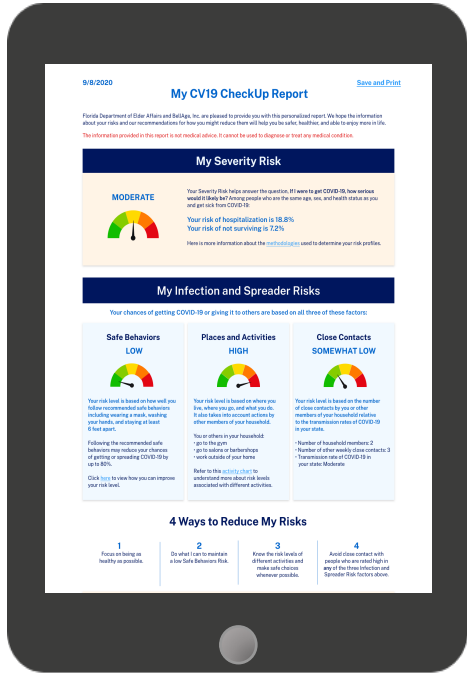 9/8/2020
Save and Print
My CV19 CheckUp Report
Florida Department of Elder Affairs and BellAge, Inc. are pleased to provide you with this personalized report. We hope the information
about your risks and our recommendations for how you might reduce them will help you be safer, healthier, and able to enjoy more in life.
The information provided in this report is not medical advice. It cannot be used to diagnose or treat any medical condition.
My Severity Risk
MODERATE
Your Severity Risk helps answer the question, If I were to get COVID-19, how serious
would it likely be? Among people who are the same age, sex, and health status as you
and get sick from COVID-19:
Your risk of hospitalization is 18.8%
Your risk of not surviving is 7.2%
Here is more information about the methodologies used to determine your risk profiles.
My Infection and Spreader Risks
Your chances of getting COVID-19 or giving it to others are based on all three of these factors:
Safe Behaviors
LOW
Your risk level is based on how well you
follow recommended safe behaviors
including wearing a mask, washing
your hands, and staying at least
6 feet apart.
Following the recommended safe
behaviors may reduce your chances
of getting or spreading COVID-19 by
up to 80%.
Click here to view how you can improve
your risk level.
Places and Activities
HIGH
Your risk level is based on where you
live, where you go, and what you do.
It also takes into account actions by
other members of your household.
You or others in your household:
• go to the gym
• go to salons or barbershops
• work outside of your home
Refer to this activity chart to
understand more about risk levels
associated with different activities.
Close Contacts
SOMEWHAT LOW
Your risk level is based on the number
of close contacts by you or others
members of your household relative
to the transmission rates of COVID-19
in your state.
• Number of household members: 2
• Number of other weekly close contacts: 3
• Transmission rate of COVID-19 in
your state: Moderate
4 Ways to Reduce My Risks
1
Focus on being as
healthy as possible.
2
Do what I can to maintain
a low Safe Behaviors Risk.
3
Know the risk levels of
different activities and
make safe choices
whenever possible.
4
Avoid close contact with
people who are rated high in
any of the three Infection and
Spreader Risk factors above.